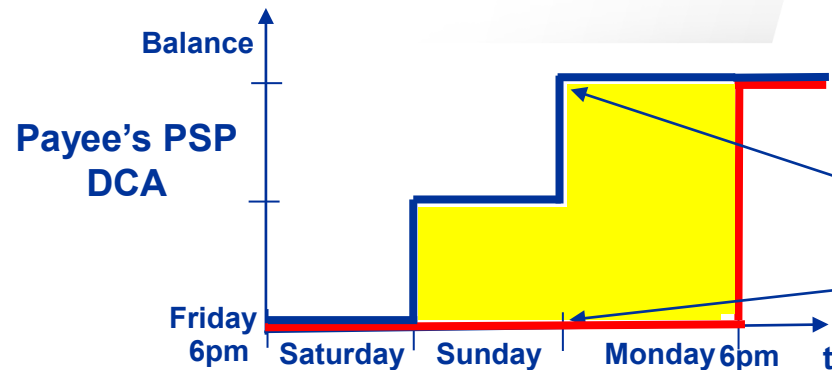 Balance
Payee's PSP
DCA
Friday
6pm
Saturday
Sunday
Monday 6pm
t